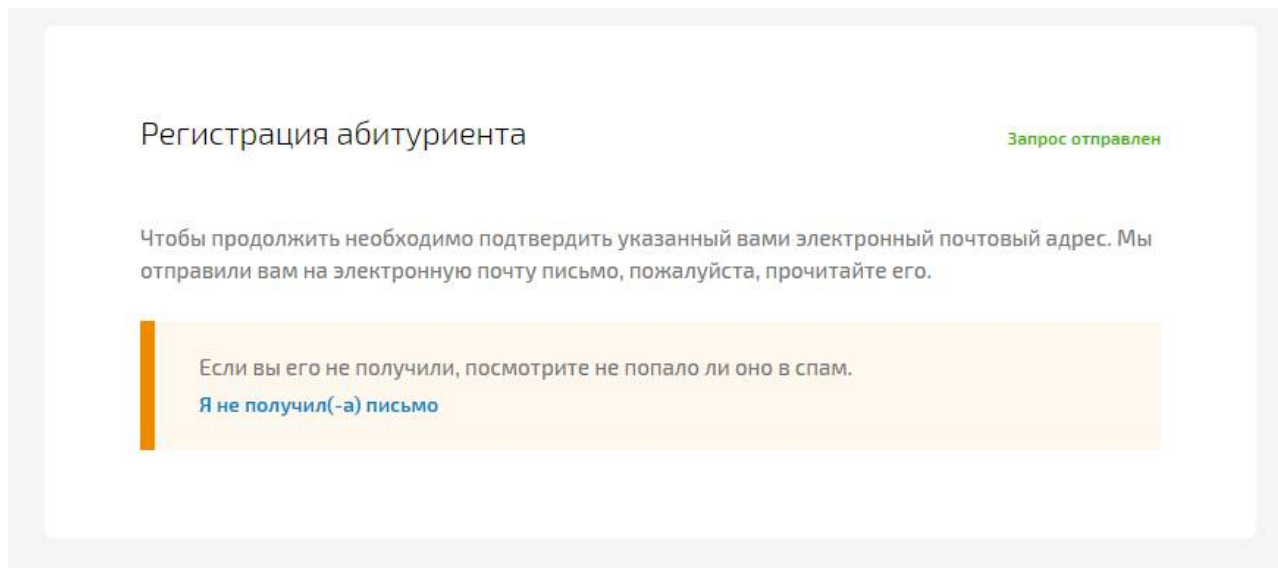 Регистрация абитуриента
Запрос отправлен
Чтобы продолжить необходимо подтвердить указанный вами электронный почтовый адрес. Мы
отправили вам на электронную почту письмо, пожалуйста, прочитайте его.
Если вы его не получили, посмотрите не попало ли оно в спам.
Я не получил(-а) письмо